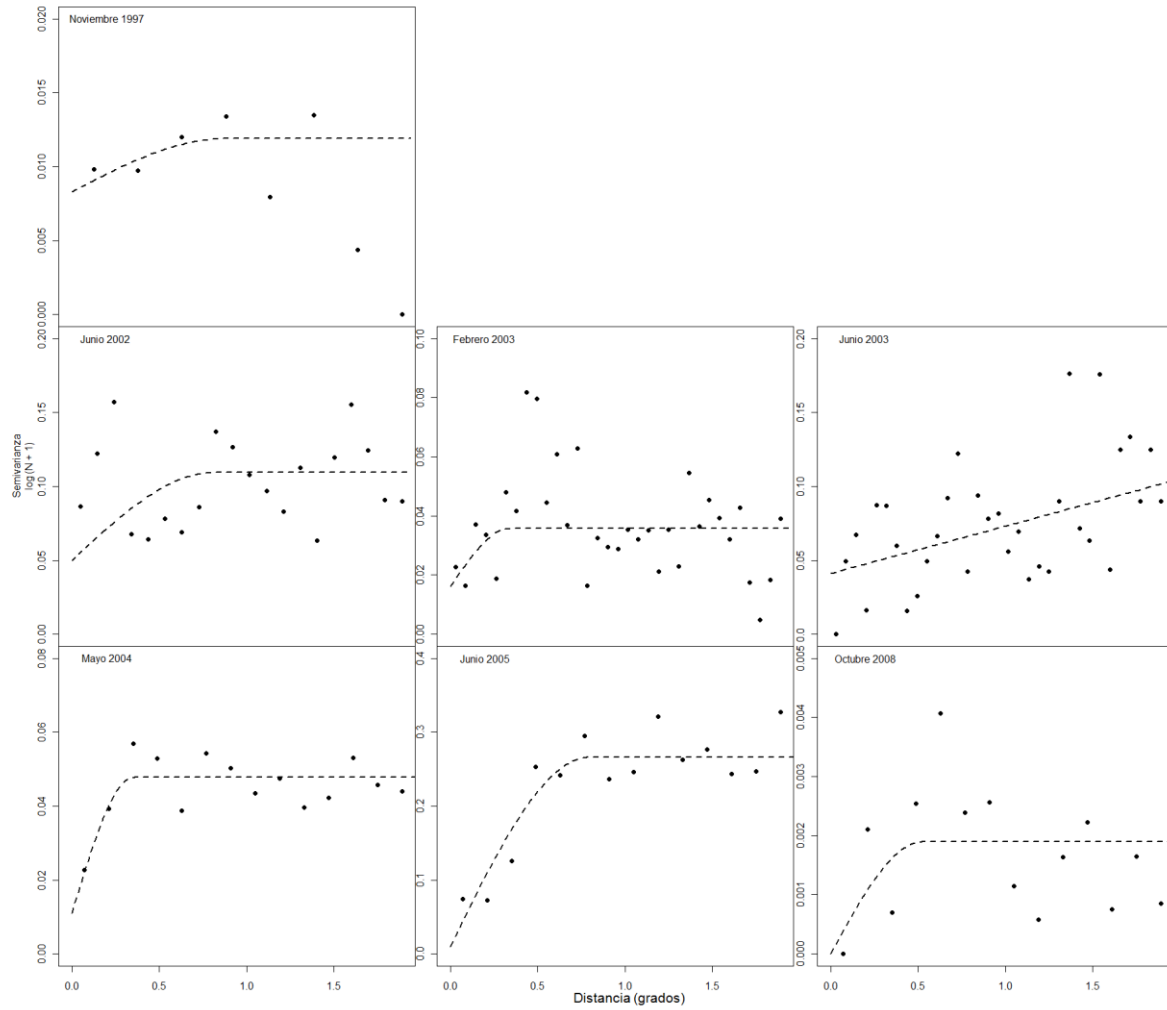 Noviembre 1997
0.020
0.015
0.010
0.005
0.000
Junio 2002
0.20
0.15
0.10
0.05
0.00
Febrero 2003
0.10
0.08
0.06
0.04
0.02
0.00
Junio 2003
0.20
0.15
0.10
0.05
0.0
Semivarianza
log (N + 1)
Mayo 2004
0.08
0.06
0.04
0.02
0.00
Junio 2005
0.4
0.3
0.2
0.1
0.0
Octubre 2008
0.005
0.004
0.003
0.002
0.001
0.000
0.0 0.5 1.0 1.5
0.0 0.5 1.0 1.5
0.0 0.5 1.0 1.5
Distancia (grados)